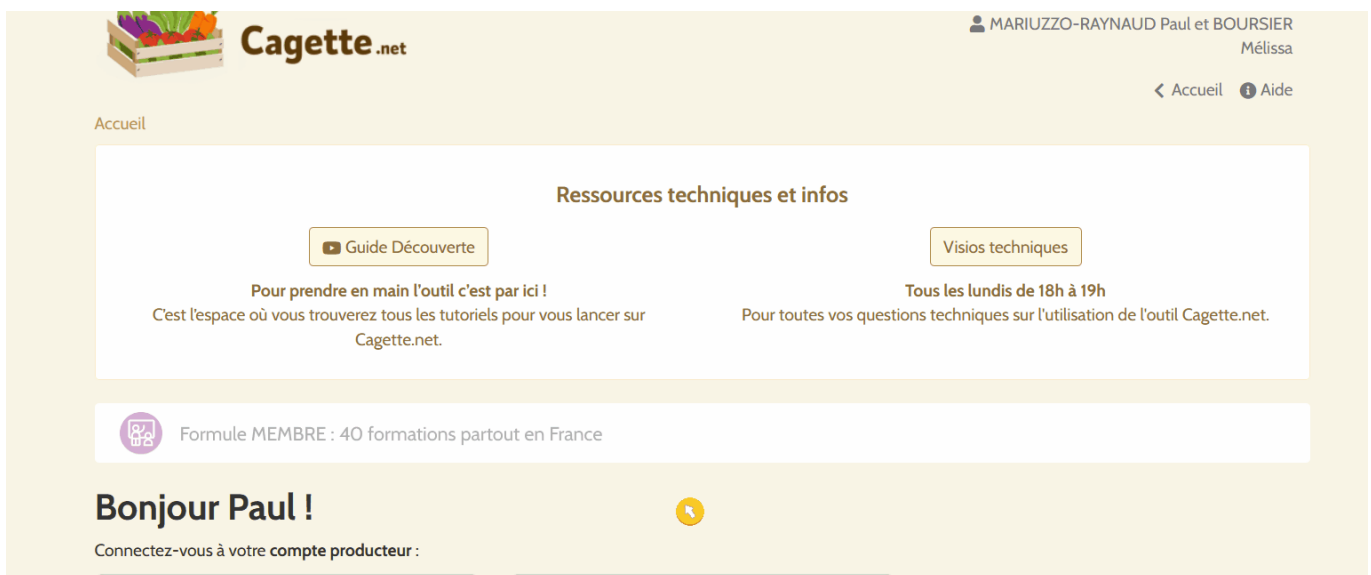 Cagette.net
MARIUZZO-RAYNAUD Paul et BOURSIER
Mélissa
Accueil Aide
Accueil
Ressources techniques et infos
Guide Découverte
Visios techniques
Pour prendre en main l'outil c'est par ici !
C'est l'espace où vous trouverez tous les tutoriels pour vous lancer sur
Cagette.net.
Tous les lundis de 18h à 19h
Pour toutes vos questions techniques sur l'utilisation de l'outil Cagette.net.
Formule MEMBRE : 40 formations partout en France
Bonjour Paul !
Connectez-vous à votre compte producteur :